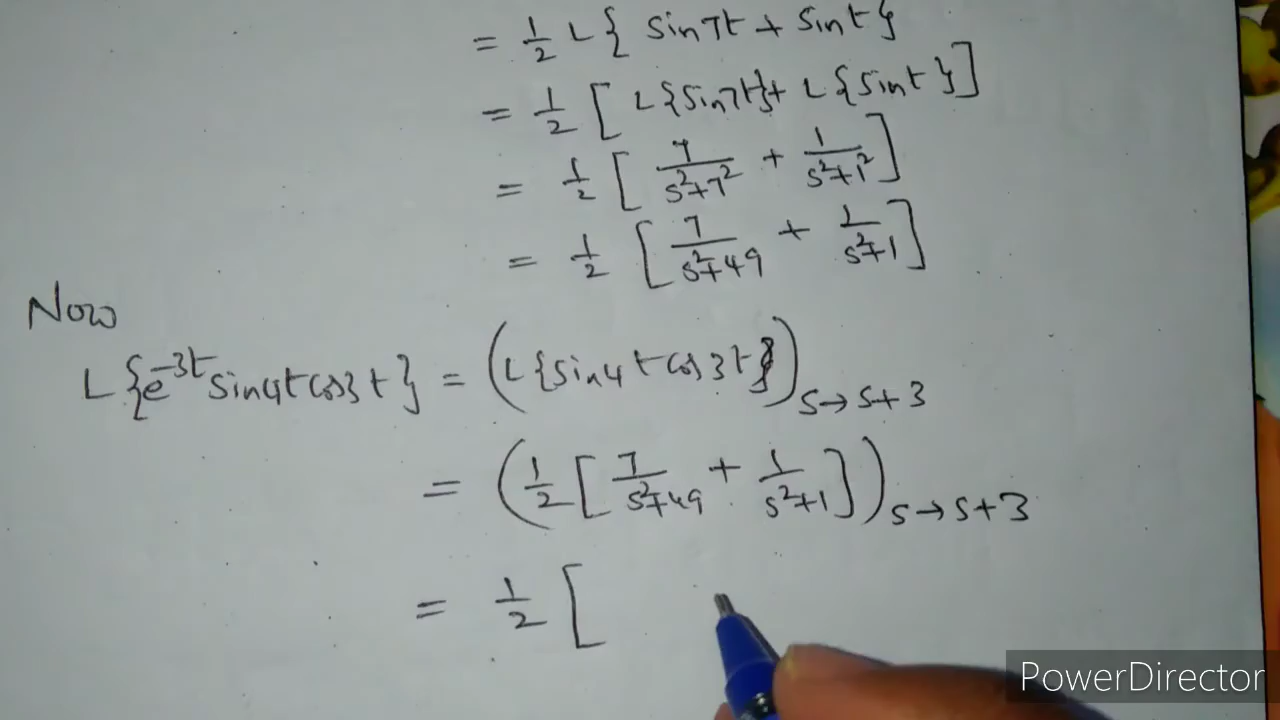 = 1/2 L{ sin7t + sint }
= 1/2 [ L{sin7t} + L{sint} ]
= 1/2 [ 7/(s²+7²) + 1/(s²+1²) ]
= 1/2 [ 7/(s²+49) + 1/(s²+1) ]
Now
L{e^(-3t) sin4t cos3t} = (L{sin4t cos3t})_(s→s+3)
= (1/2 [ 7/(s²+49) + 1/(s²+1) ])_(s→s+3)
= 1/2 [
PowerDirector